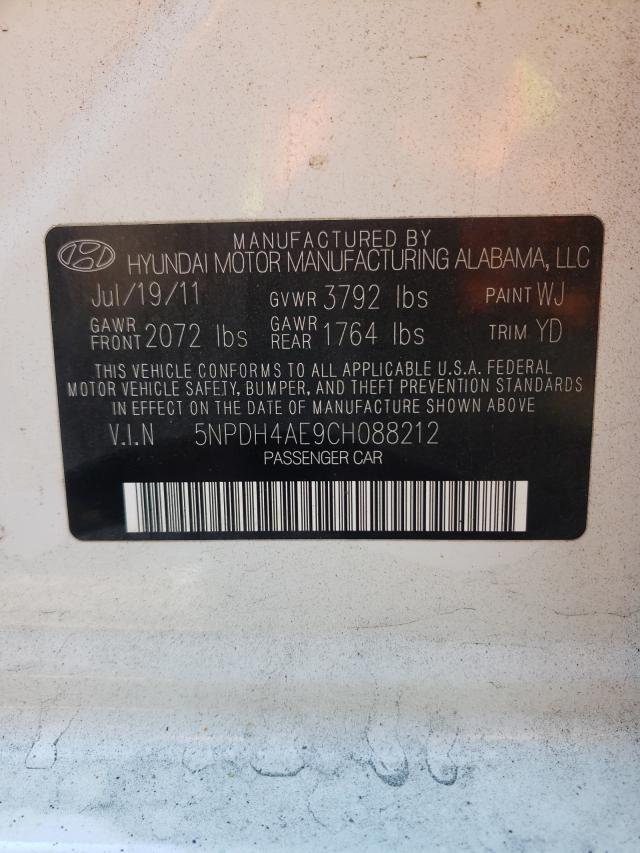 MANUFACTURED BY
HYUNDAI MOTOR MANUFACTURING ALABAMA, LLC
Jul/19/11 GVWR 3792 lbs PAINT WJ
GAWR FRONT 2072 lbs GAWR REAR 1764 lbs TRIM YD
THIS VEHICLE CONFORMS TO ALL APPLICABLE U.S.A. FEDERAL
MOTOR VEHICLE SAFETY, BUMPER, AND THEFT PREVENTION STANDARDS
IN EFFECT ON THE DATE OF MANUFACTURE SHOWN ABOVE
V.I.N 5NPDH4AE9CH088212
PASSENGER CAR